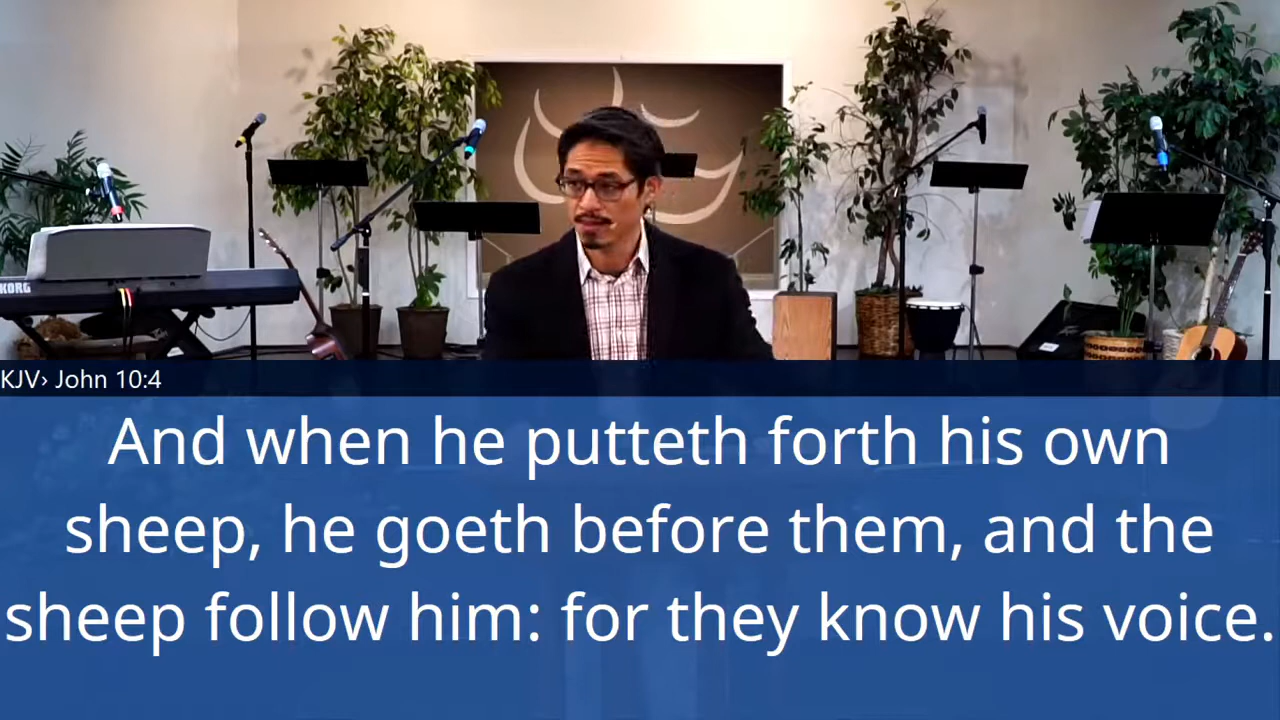 KORG
KJV› John 10:4
And when he putteth forth his own
sheep, he goeth before them, and the
sheep follow him: for they know his voice.